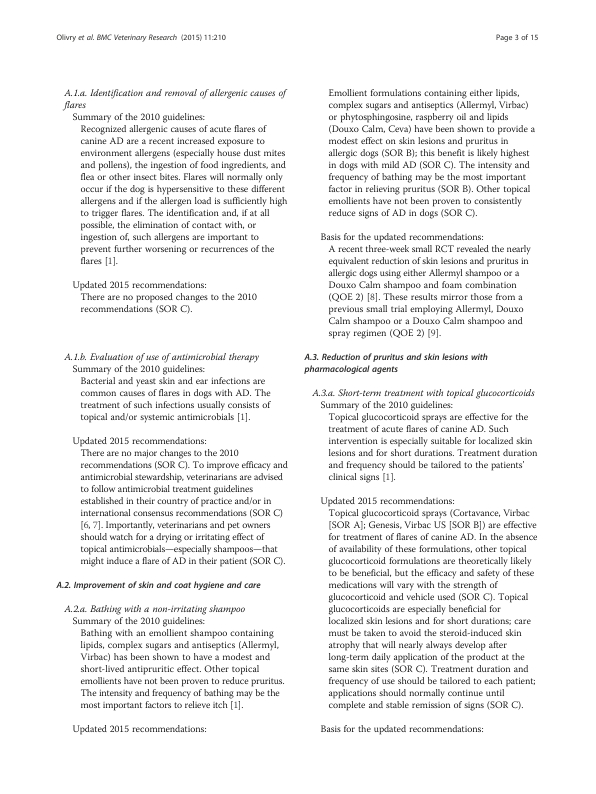 Olivry et al. BMC Veterinary Research (2015) 11:210
Page 3 of 15
A.1.a. Identification and removal of allergenic causes of
flares
Summary of the 2010 guidelines:
Recognized allergenic causes of acute flares of
canine AD are a recent increased exposure to
environment allergens (especially house dust mites
and pollens), the ingestion of food ingredients, and
flea or other insect bites. Flares will normally only
occur if the dog is hypersensitive to these different
allergens and if the allergen load is sufficiently high
to trigger flares. The identification and, if at all
possible, the elimination of contact with, or
ingestion of, such allergens are important to
prevent further worsening or recurrences of the
flares [1].
Updated 2015 recommendations:
There are no proposed changes to the 2010
recommendations (SOR C).
A.1.b. Evaluation of use of antimicrobial therapy
Summary of the 2010 guidelines:
Bacterial and yeast skin and ear infections are
common causes of flares in dogs with AD. The
treatment of such infections usually consists of
topical and/or systemic antimicrobials [1].
Updated 2015 recommendations:
There are no major changes to the 2010
recommendations (SOR C). To improve efficacy and
antimicrobial stewardship, veterinarians are advised
to follow antimicrobial treatment guidelines
established in their country of practice and/or in
international consensus recommendations (SOR C)
[6, 7]. Importantly, veterinarians and pet owners
should watch for a drying or irritating effect of
topical antimicrobials—especially shampoos—that
might induce a flare of AD in their patient (SOR C).
A.2. Improvement of skin and coat hygiene and care
A.2.a. Bathing with a non-irritating shampoo
Summary of the 2010 guidelines:
Bathing with an emollient shampoo containing
lipids, complex sugars and antiseptics (Allermyl,
Virbac) has been shown to have a modest and
short-lived antipruritic effect. Other topical
emollients have not been proven to reduce pruritus.
The intensity and frequency of bathing may be the
most important factors to relieve itch [1].
Updated 2015 recommendations:
Emollient formulations containing either lipids,
complex sugars and antiseptics (Allermyl, Virbac)
or phytosphingosine, raspberry oil and lipids
(Douxo Calm, Ceva) have been shown to provide a
modest effect on skin lesions and pruritus in
allergic dogs (SOR B); this benefit is likely highest
in dogs with mild AD (SOR C). The intensity and
frequency of bathing may be the most important
factor in relieving pruritus (SOR B). Other topical
emollients have not been proven to consistently
reduce signs of AD in dogs (SOR C).
Basis for the updated recommendations:
A recent three-week small RCT revealed the nearly
equivalent reduction of skin lesions and pruritus in
allergic dogs using either Allermyl shampoo or a
Douxo Calm shampoo and foam combination
(QOE 2) [8]. These results mirror those from a
previous small trial employing Allermyl, Douxo
Calm shampoo or a Douxo Calm shampoo and
spray regimen (QOE 2) [9].
A.3. Reduction of pruritus and skin lesions with
pharmacological agents
A.3.a. Short-term treatment with topical glucocorticoids
Summary of the 2010 guidelines:
Topical glucocorticoid sprays are effective for the
treatment of acute flares of canine AD. Such
intervention is especially suitable for localized skin
lesions and for short durations. Treatment duration
and frequency should be tailored to the patients'
clinical signs [1].
Updated 2015 recommendations:
Topical glucocorticoid sprays (Cortavance, Virbac
[SOR A]; Genesis, Virbac US [SOR B]) are effective
for treatment of flares of canine AD. In the absence
of availability of these formulations, other topical
glucocorticoid formulations are theoretically likely
to be beneficial, but the efficacy and safety of these
medications will vary with the strength of
glucocorticoid and vehicle used (SOR C). Topical
glucocorticoids are especially beneficial for
localized skin lesions and for short durations; care
must be taken to avoid the steroid-induced skin
atrophy that will nearly always develop after
long-term daily application of the product at the
same skin sites (SOR C). Treatment duration and
frequency of use should be tailored to each patient;
applications should normally continue until
complete and stable remission of signs (SOR C).
Basis for the updated recommendations: